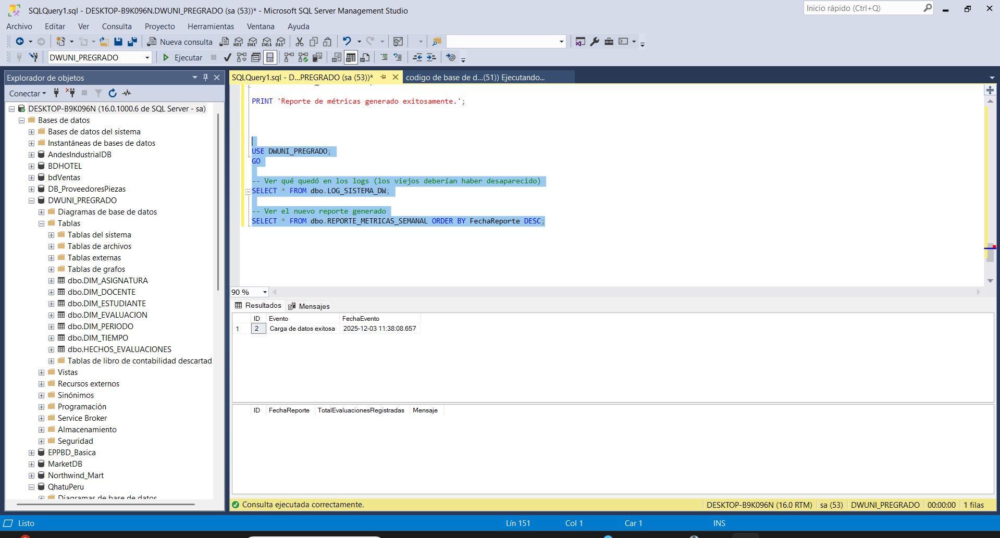 SQLQuery1.sql - DESKTOP-B9K096N.DWUNI_PREGRADO (sa (53))* - Microsoft SQL Server Management Studio
Inicio rápido (Ctrl+Q)
Archivo Editar Ver Consulta Proyecto Herramientas Ventana Ayuda
Nueva consulta MDX DMX XMLA DAX
DWUNI_PREGRADO Ejecutar
Explorador de objetos
Conectar
DESKTOP-B9K096N (16.0.1000.6 de SQL Server - sa)
Bases de datos
Bases de datos del sistema
Instantáneas de bases de datos
AndesIndustrialDB
BDHOTEL
bdVentas
DB_ProveedoresPiezas
DWUNI_PREGRADO
Diagramas de base de datos
Tablas
Tablas del sistema
Tablas de archivos
Tablas externas
Tablas de grafos
dbo.DIM_ASIGNATURA
dbo.DIM_DOCENTE
dbo.DIM_ESTUDIANTE
dbo.DIM_EVALUACION
dbo.DIM_PERIODO
dbo.DIM_TIEMPO
dbo.HECHOS_EVALUACIONES
Tablas de libro de contabilidad descartad
Vistas
Recursos externos
Sinónimos
Programación
Service Broker
Almacenamiento
Seguridad
EPPBD_Basica
MarketDB
Northwind_Mart
QhatuPeru
Diagramas de base de datos
SQLQuery1.sql - D...PREGRADO (sa (53))* codigo de base de d...(51)) Ejecutando...
PRINT 'Reporte de métricas generado exitosamente.';
USE DWUNI_PREGRADO;
GO
-- Ver qué quedó en los logs (los viejos deberían haber desaparecido)
SELECT * FROM dbo.LOG_SISTEMA_DW;
-- Ver el nuevo reporte generado
SELECT * FROM dbo.REPORTE_METRICAS_SEMANAL ORDER BY FechaReporte DESC;
90 %
Resultados Mensajes
ID Evento FechaEvento
1 2 Carga de datos exitosa 2025-12-03 11:38:08.657
ID FechaReporte TotalEvaluacionesRegistradas Mensaje
Consulta ejecutada correctamente. DESKTOP-B9K096N (16.0 RTM) sa (53) DWUNI_PREGRADO 00:00:00 1 filas
Listo Lín 151 Col 1 Car 1 INS